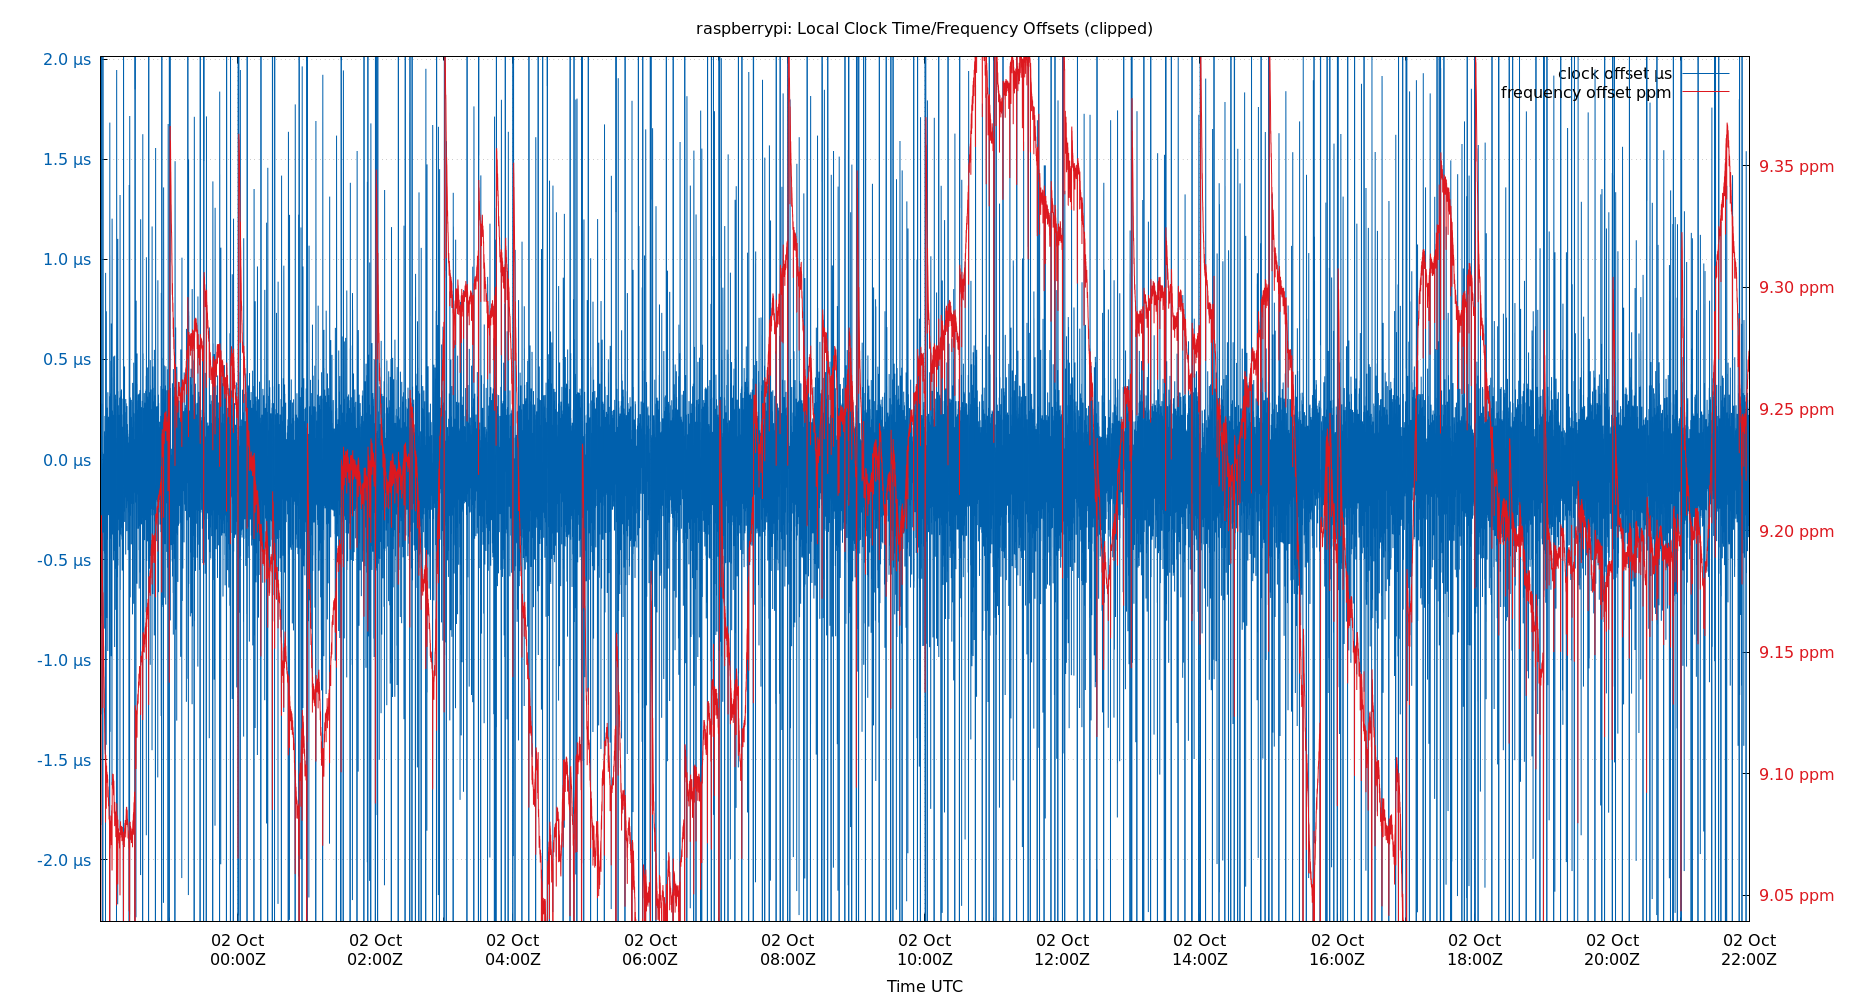 raspberrypi: Local Clock Time/Frequency Offsets (clipped)
2.0 µs
1.5 µs
1.0 µs
0.5 µs
0.0 µs
-0.5 µs
-1.0 µs
-1.5 µs
-2.0 µs
clock offset µs
frequency offset ppm
9.35 ppm
9.30 ppm
9.25 ppm
9.20 ppm
9.15 ppm
9.10 ppm
9.05 ppm
02 Oct 02 Oct 02 Oct 02 Oct 02 Oct 02 Oct 02 Oct 02 Oct 02 Oct 02 Oct 02 Oct 02 Oct
00:00Z 02:00Z 04:00Z 06:00Z 08:00Z 10:00Z 12:00Z 14:00Z 16:00Z 18:00Z 20:00Z 22:00Z
Time UTC